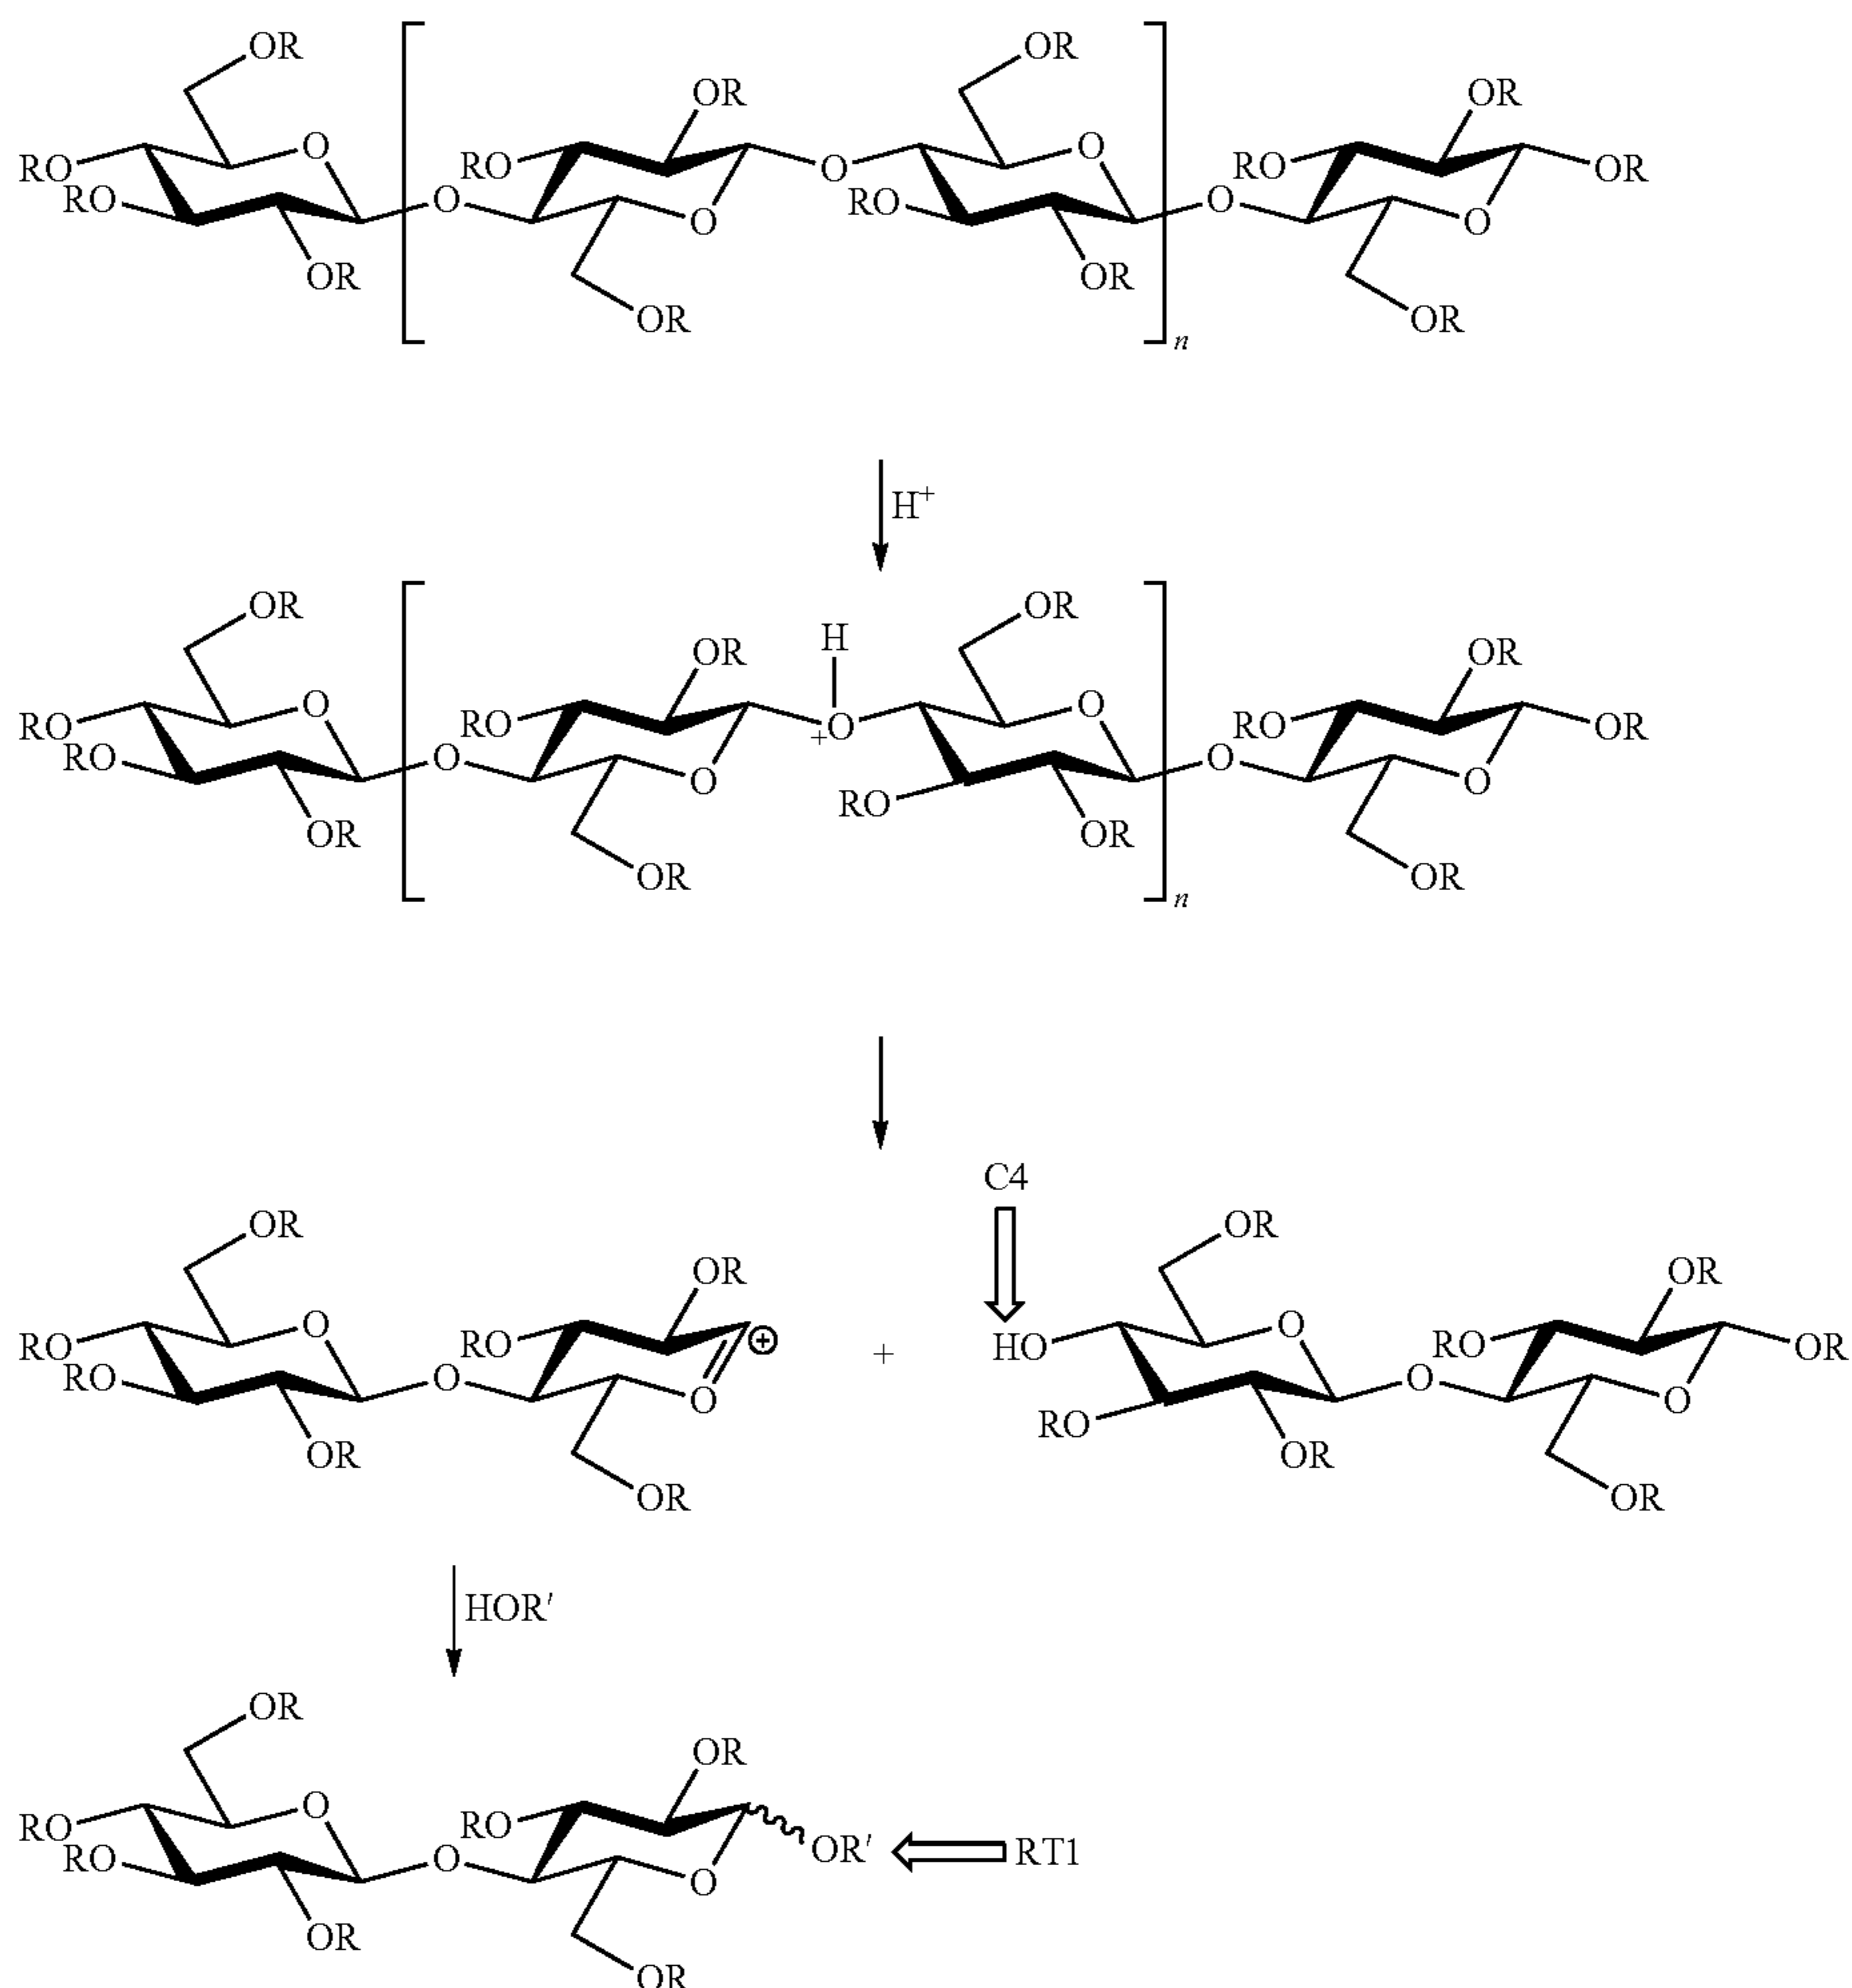 OR OR
OR OR
O O
RO RO O RO OR
RO O RO O
O O
OR OR
OR OR
n
H⁺
OR OR
H
OR OR
O O
RO RO O RO OR
+
RO O O
O O
RO
OR OR
OR OR
n
C4
OR OR
OR OR
O ⊕ O
RO RO + HO RO OR
RO O O
O O
RO
OR OR
OR OR
HOR′
OR
OR
O
RO RO
OR′ RT1
RO O
O
OR
OR